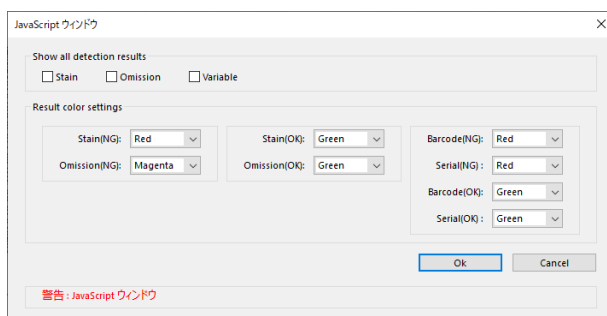 JavaScript ウィンドウ
Show all detection results
Stain Omission Variable
Result color settings
Stain(NG): Red Stain(OK): Green Barcode(NG): Red
Omission(NG): Magenta Omission(OK): Green Serial(NG) : Red
Barcode(OK): Green
Serial(OK) : Green
Ok Cancel
警告 : JavaScript ウィンドウ